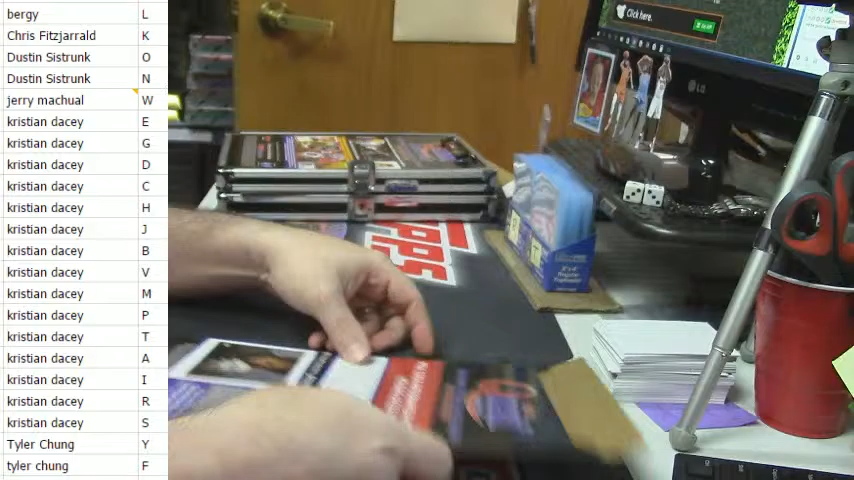 bergy L
Chris Fitzjarrald K
Dustin Sistrunk O
Dustin Sistrunk N
jerry machual W
kristian dacey E
kristian dacey G
kristian dacey D
kristian dacey C
kristian dacey H
kristian dacey J
kristian dacey B
kristian dacey V
kristian dacey M
kristian dacey P
kristian dacey T
kristian dacey A
kristian dacey I
kristian dacey R
kristian dacey S
Tyler Chung Y
tyler chung F
Click here.
LG